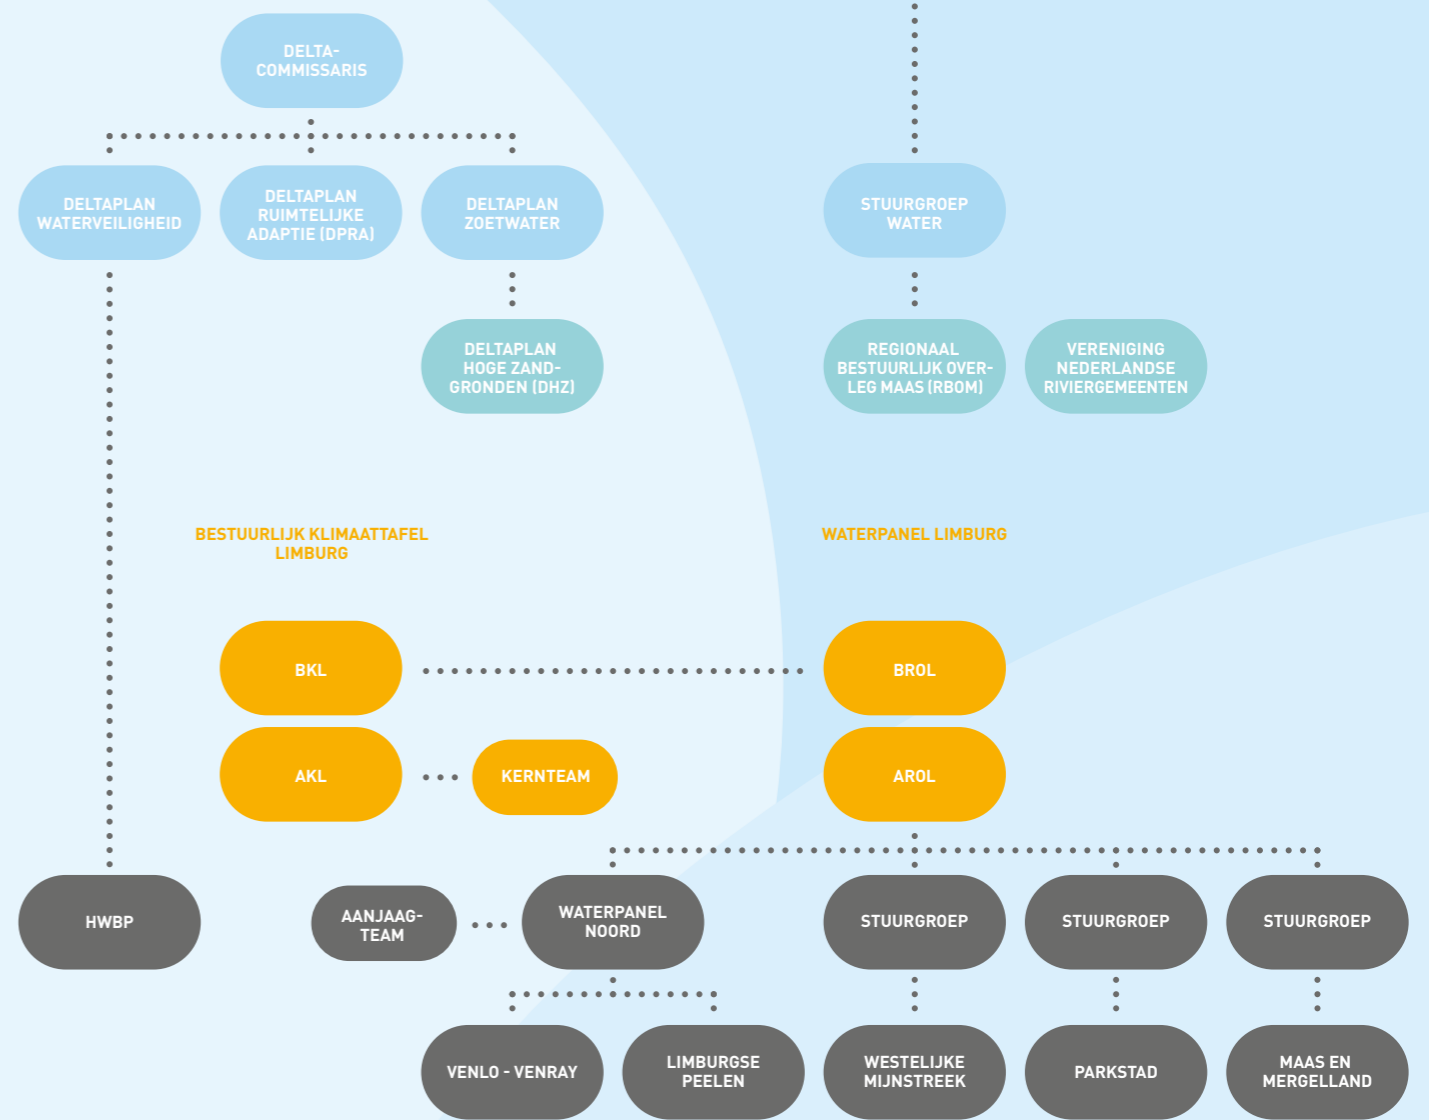 DELTA-
COMMISSARIS
DELTAPLAN
WATERVEILIGHEID
DELTAPLAN
RUIMTELIJKE
ADAPTIE (DPRA)
DELTAPLAN
ZOETWATER
STUURGROEP
WATER
DELTAPLAN
HOGE ZAND-
GRONDEN (DHZ)
REGIONAAL
BESTUURLIJK OVER-
LEG MAAS (RBOM)
VERENIGING
NEDERLANDSE
RIVIERGEMEENTEN
BESTUURLIJK KLIMAATTAFEL
LIMBURG
WATERPANEL LIMBURG
BKL
BROL
AKL
KERNTEAM
AROL
HWBP
AANJAAG-
TEAM
WATERPANEL
NOORD
STUURGROEP
STUURGROEP
STUURGROEP
VENLO - VENRAY
LIMBURGSE
PEELEN
WESTELIJKE
MIJNSTREEK
PARKSTAD
MAAS EN
MERGELLAND